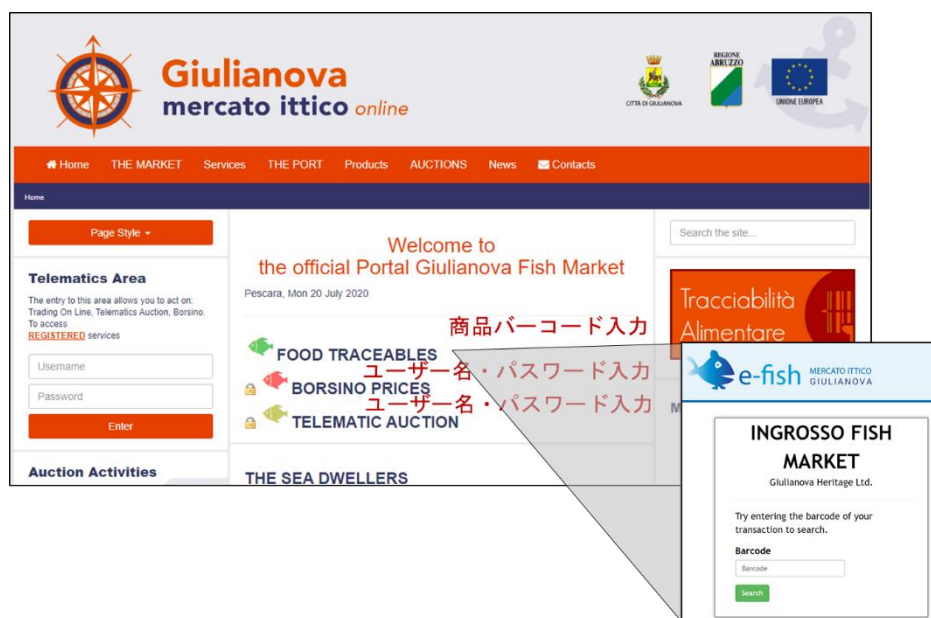 Giulianova
mercato ittico online
CITTÀ DI GIULIANOVA
REGIONE
ABRUZZO
UNIONE EUROPEA
Home THE MARKET Services THE PORT Products AUCTIONS News Contacts
Home
Page Style
Telematics Area
The entry to this area allows you to act on:
Trading On Line, Telematics Auction, Borsino.
To access
REGISTERED services
Username
Password
Enter
Auction Activities
Welcome to
the official Portal Giulianova Fish Market
Pescara, Mon 20 July 2020
商品バーコード入力
FOOD TRACEABLES
ユーザー名・パスワード入力
BORSINO PRICES
ユーザー名・パスワード入力
TELEMATIC AUCTION
THE SEA DWELLERS
Search the site...
Tracciabilità
Alimentare
M
e-fish MERCATO ITTICO
GIULIANOVA
INGROSSO FISH
MARKET
Giulianova Heritage Ltd.
Try entering the barcode of your
transaction to search.
Barcode
Barcode
Search